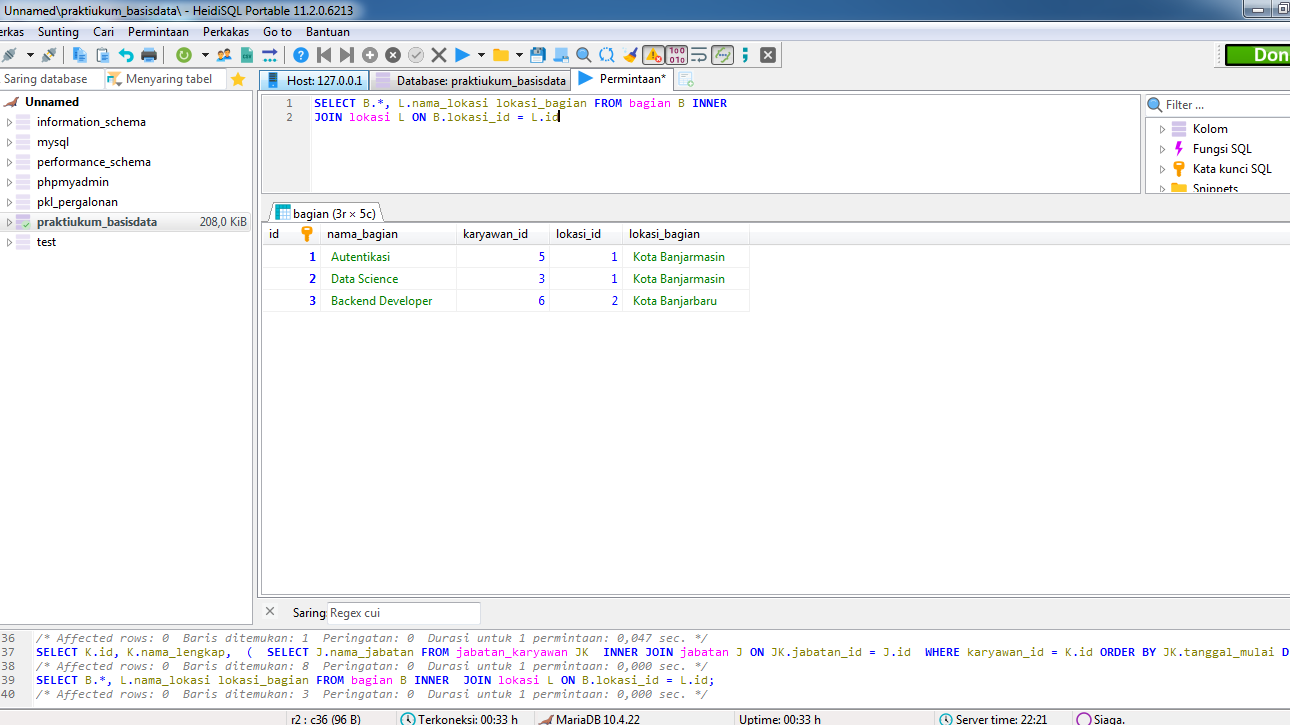 Unnamed\praktiukum_basisdata\ - HeidiSQL Portable 11.2.0.6213
erkas Sunting Cari Permintaan Perkakas Go to Bantuan
Don
Saring database Menyaring tabel Host: 127.0.0.1 Database: praktiukum_basisdata Permintaan*
Unnamed
information_schema
mysql
performance_schema
phpmyadmin
pkl_pergalonan
praktiukum_basisdata 208,0 KiB
test
1 SELECT B.*, L.nama_lokasi lokasi_bagian FROM bagian B INNER
2 JOIN lokasi L ON B.lokasi_id = L.id
Filter ...
Kolom
Fungsi SQL
Kata kunci SQL
Snippets
bagian (3r × 5c)
id nama_bagian karyawan_id lokasi_id lokasi_bagian
1 Autentikasi 5 1 Kota Banjarmasin
2 Data Science 3 1 Kota Banjarmasin
3 Backend Developer 6 2 Kota Banjarbaru
Saring Regex cui
36 /* Affected rows: 0 Baris ditemukan: 1 Peringatan: 0 Durasi untuk 1 permintaan: 0,047 sec. */
37 SELECT K.id, K.nama_lengkap, ( SELECT J.nama_jabatan FROM jabatan_karyawan JK INNER JOIN jabatan J ON JK.jabatan_id = J.id WHERE karyawan_id = K.id ORDER BY JK.tanggal_mulai D
38 /* Affected rows: 0 Baris ditemukan: 8 Peringatan: 0 Durasi untuk 1 permintaan: 0,000 sec. */
39 SELECT B.*, L.nama_lokasi lokasi_bagian FROM bagian B INNER JOIN lokasi L ON B.lokasi_id = L.id;
40 /* Affected rows: 0 Baris ditemukan: 3 Peringatan: 0 Durasi untuk 1 permintaan: 0,000 sec. */
r2 : c36 (96 B) Terkoneksi: 00:33 h MariaDB 10.4.22 Uptime: 00:33 h Server time: 22:21 Siaga.